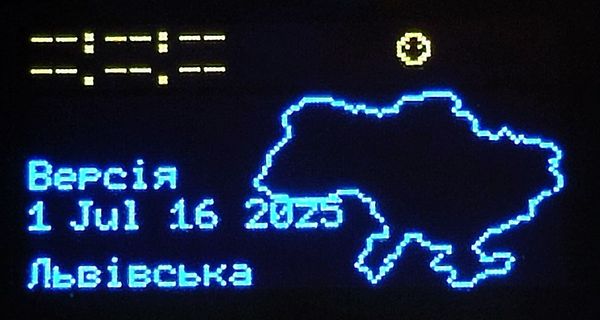 --:--:--
--.--.--
Версія
1 Jul 16 2025
Львівська